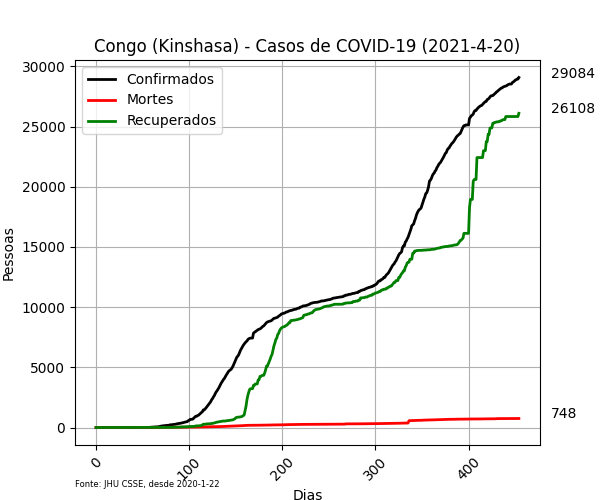 Congo (Kinshasa) - Casos de COVID-19 (2021-4-20)
Confirmados
Mortes
Recuperados
30000
25000
20000
15000
10000
5000
0
Pessoas
29084
26108
748
0
100
200
300
400
Fonte: JHU CSSE, desde 2020-1-22
Dias